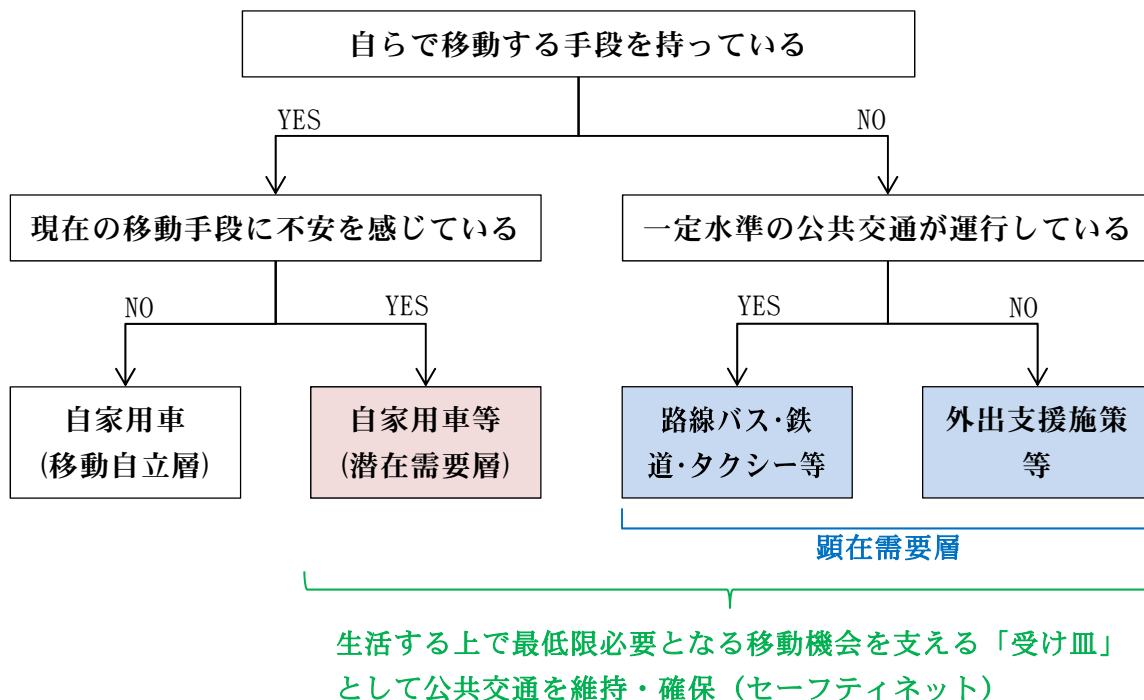 自らで移動する手段を持っている
YES
NO
現在の移動手段に不安を感じている
一定水準の公共交通が運行している
NO
YES
YES
NO
自家用車
(移動自立層)
自家用車等
(潜在需要層)
路線バス･鉄
道･タクシー等
外出支援施策
等
顕在需要層
生活する上で最低限必要となる移動機会を支える「受け皿」
として公共交通を維持・確保（セーフティネット）